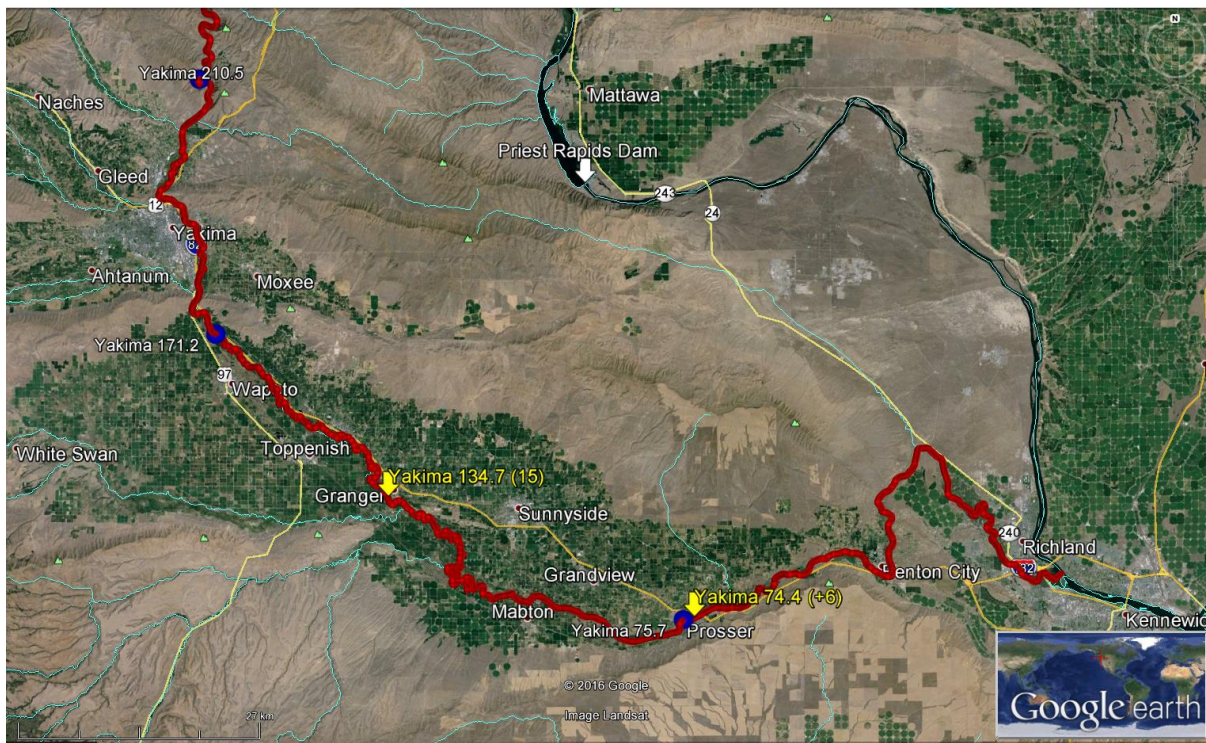 N
Yakima 210.5
Naches
Mattawa
Priest Rapids Dam
Gleed
243
12
24
Yakima
82
Ahtanum
Moxee
Yakima 171.2
97
Wapato
Toppenish
White Swan
Yakima 134.7 (15)
Granger
Sunnyside
240
Richland
Grandview
Benton City
182
Yakima 74.4 (+6)
Mabton
Yakima 75.7
Prosser
Kennewic
© 2016 Google
Image Landsat
27 km
Google earth